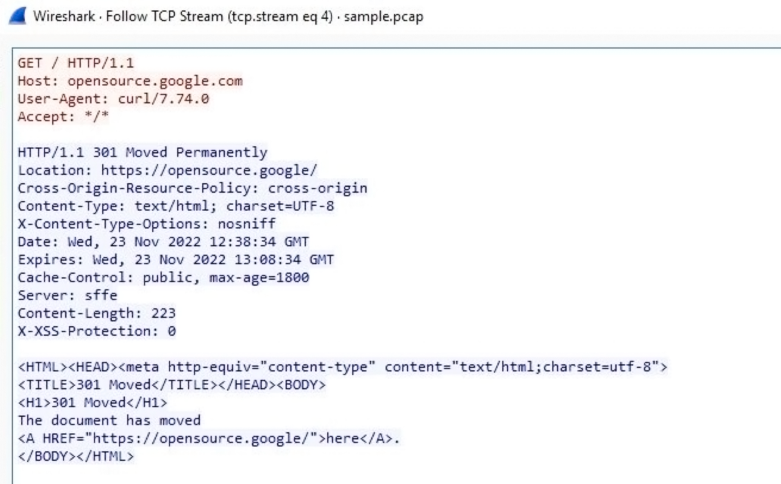 Wireshark · Follow TCP Stream (tcp.stream eq 4) · sample.pcap
GET / HTTP/1.1
Host: opensource.google.com
User-Agent: curl/7.74.0
Accept: */*
HTTP/1.1 301 Moved Permanently
Location: https://opensource.google/
Cross-Origin-Resource-Policy: cross-origin
Content-Type: text/html; charset=UTF-8
X-Content-Type-Options: nosniff
Date: Wed, 23 Nov 2022 12:38:34 GMT
Expires: Wed, 23 Nov 2022 13:08:34 GMT
Cache-Control: public, max-age=1800
Server: sffe
Content-Length: 223
X-XSS-Protection: 0
<HTML><HEAD><meta http-equiv="content-type" content="text/html;charset=utf-8">
<TITLE>301 Moved</TITLE></HEAD><BODY>
<H1>301 Moved</H1>
The document has moved
<A HREF="https://opensource.google/">here</A>.
</BODY></HTML>